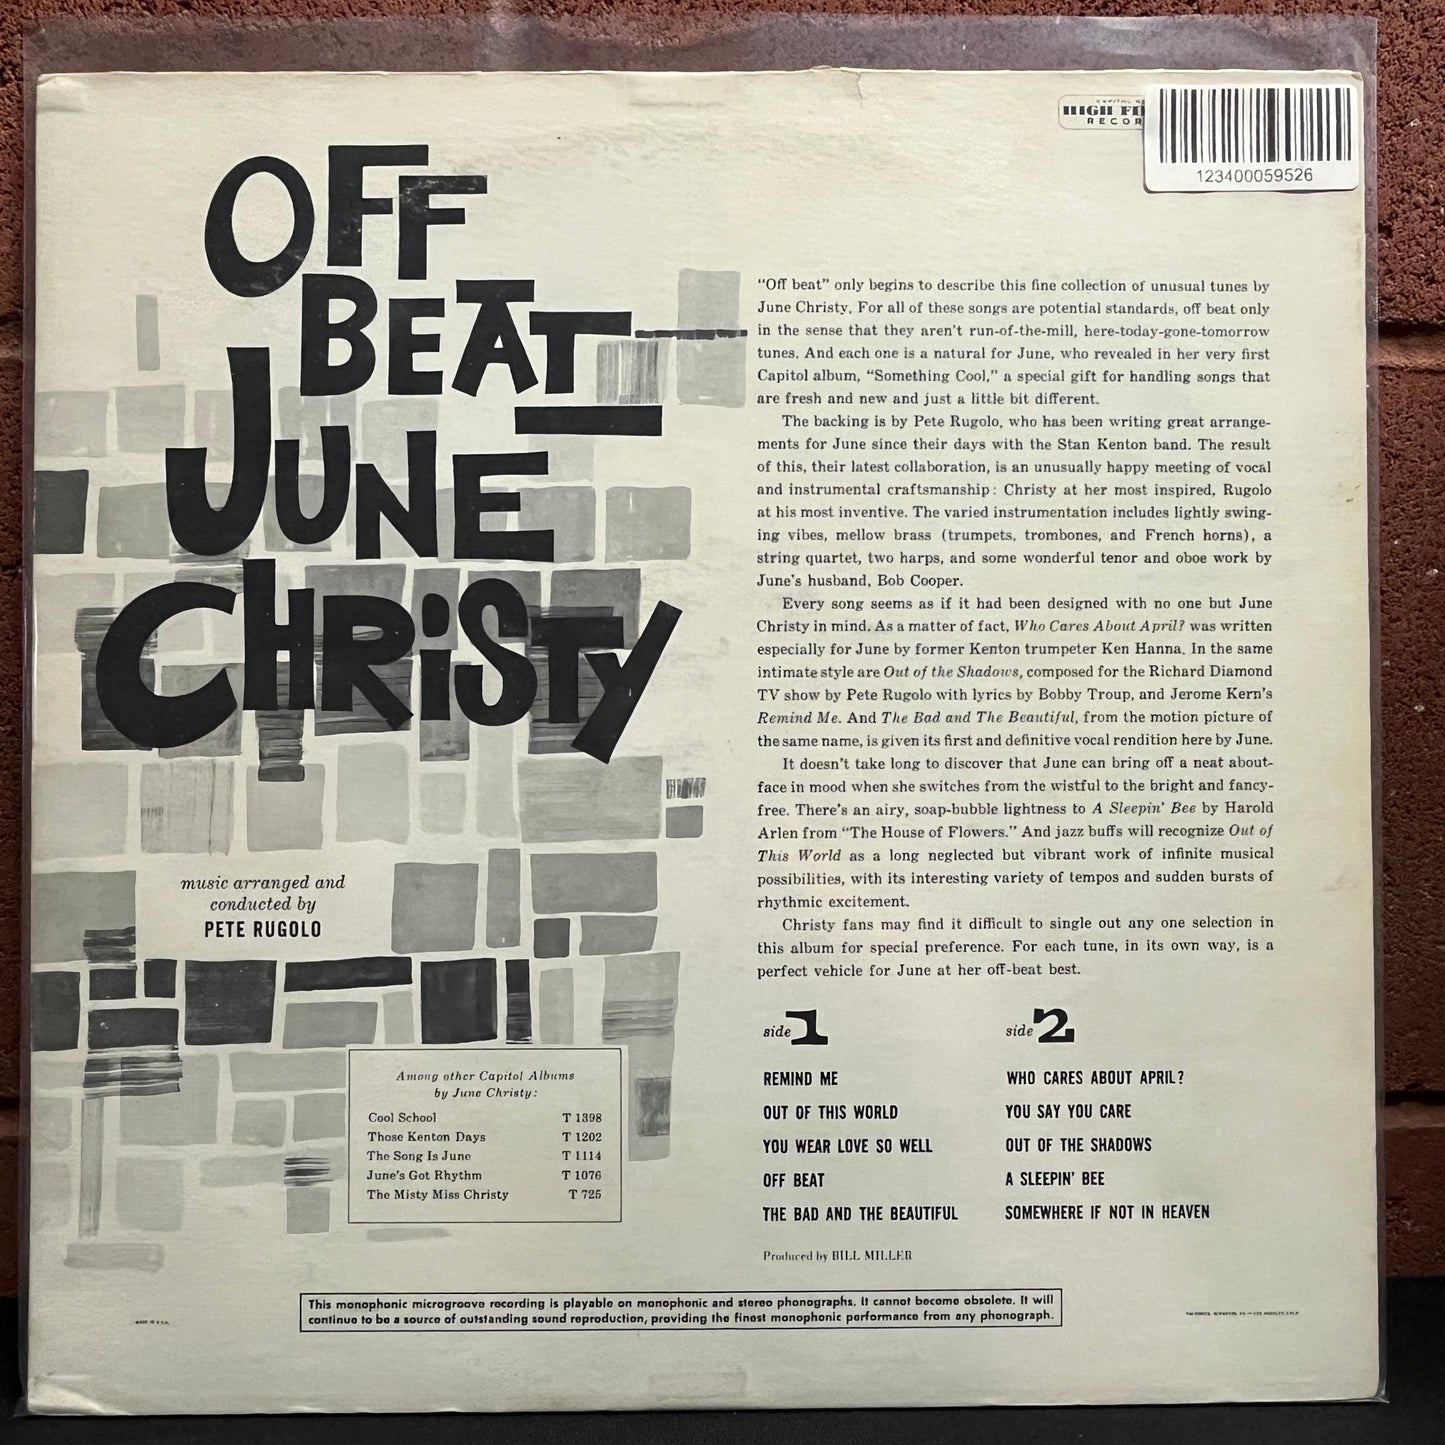 HIGH
RECOR
123400059526
OFF
BEAT
JUNE
CHRISTY
music arranged and
conducted by
PETE RUGOLO
"Off beat" only begins to describe this fine collection of unusual tunes by
June Christy. For all of these songs are potential standards, off beat only
in the sense that they aren't run-of-the-mill, here-today-gone-tomorrow
tunes. And each one is a natural for June, who revealed in her very first
Capitol album, "Something Cool," a special gift for handling songs that
are fresh and new and just a little bit different.
The backing is by Pete Rugolo, who has been writing great arrange-
ments for June since their days with the Stan Kenton band. The result
of this, their latest collaboration, is an unusually happy meeting of vocal
and instrumental craftsmanship: Christy at her most inspired, Rugolo
at his most inventive. The varied instrumentation includes lightly swing-
ing vibes, mellow brass (trumpets, trombones, and French horns), a
string quartet, two harps, and some wonderful tenor and oboe work by
June's husband, Bob Cooper.
Every song seems as if it had been designed with no one but June
Christy in mind. As a matter of fact, Who Cares About April? was written
especially for June by former Kenton trumpeter Ken Hanna. In the same
intimate style are Out of the Shadows, composed for the Richard Diamond
TV show by Pete Rugolo with lyrics by Bobby Troup, and Jerome Kern's
Remind Me. And The Bad and The Beautiful, from the motion picture of
the same name, is given its first and definitive vocal rendition here by June.
It doesn't take long to discover that June can bring off a neat about-
face in mood when she switches from the wistful to the bright and fancy-
free. There's an airy, soap-bubble lightness to A Sleepin' Bee by Harold
Arlen from "The House of Flowers." And jazz buffs will recognize Out of
This World as a long neglected but vibrant work of infinite musical
possibilities, with its interesting variety of tempos and sudden bursts of
rhythmic excitement.
Christy fans may find it difficult to single out any one selection in
this album for special preference. For each tune, in its own way, is a
perfect vehicle for June at her off-beat best.
side 1
REMIND ME
OUT OF THIS WORLD
YOU WEAR LOVE SO WELL
OFF BEAT
THE BAD AND THE BEAUTIFUL
side 2
WHO CARES ABOUT APRIL?
YOU SAY YOU CARE
OUT OF THE SHADOWS
A SLEEPIN' BEE
SOMEWHERE IF NOT IN HEAVEN
Produced by BILL MILLER
Among other Capitol Albums
by June Christy:
Cool School T 1398
Those Kenton Days T 1202
The Song Is June T 1114
June's Got Rhythm T 1076
The Misty Miss Christy T 725
This monophonic microgroove recording is playable on monophonic and stereo phonographs. It cannot become obsolete. It will
continue to be a source of outstanding sound reproduction, providing the finest monophonic performance from any phonograph.
MADE IN U.S.A.